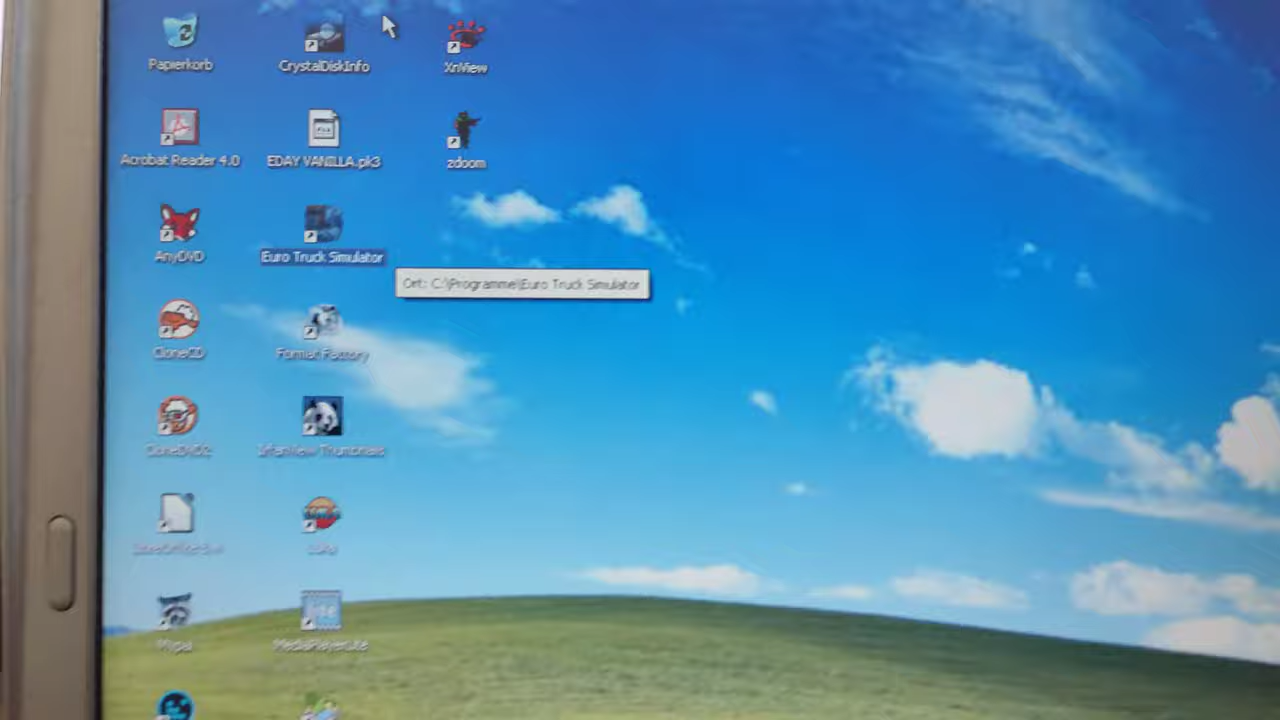 Papierkorb
CrystalDiskInfo
XnView
Acrobat Reader 4.0
EDAY VANILLA.pk3
zdoom
AnyDVD
Euro Truck Simulator
Ort: C:\Programme\Euro Truck Simulator
CloneCD
Format Factory
CloneDVD2
IrfanView Thumbnails
Mypal
MediaPlayerLite